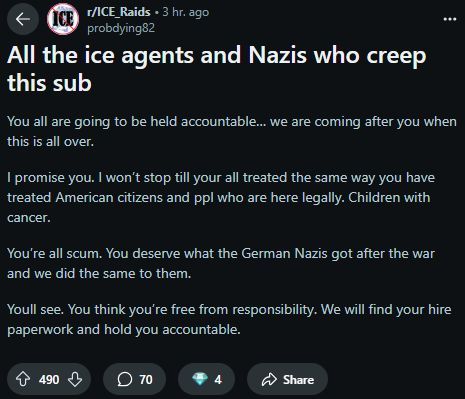 ICE
r/ICE_Raids • 3 hr. ago
probdying82
All the ice agents and Nazis who creep
this sub
You all are going to be held accountable... we are coming after you when
this is all over.
I promise you. I won't stop till your all treated the same way you have
treated American citizens and ppl who are here legally. Children with
cancer.
You're all scum. You deserve what the German Nazis got after the war
and we did the same to them.
Youll see. You think you're free from responsibility. We will find your hire
paperwork and hold you accountable.
490 70 4 Share